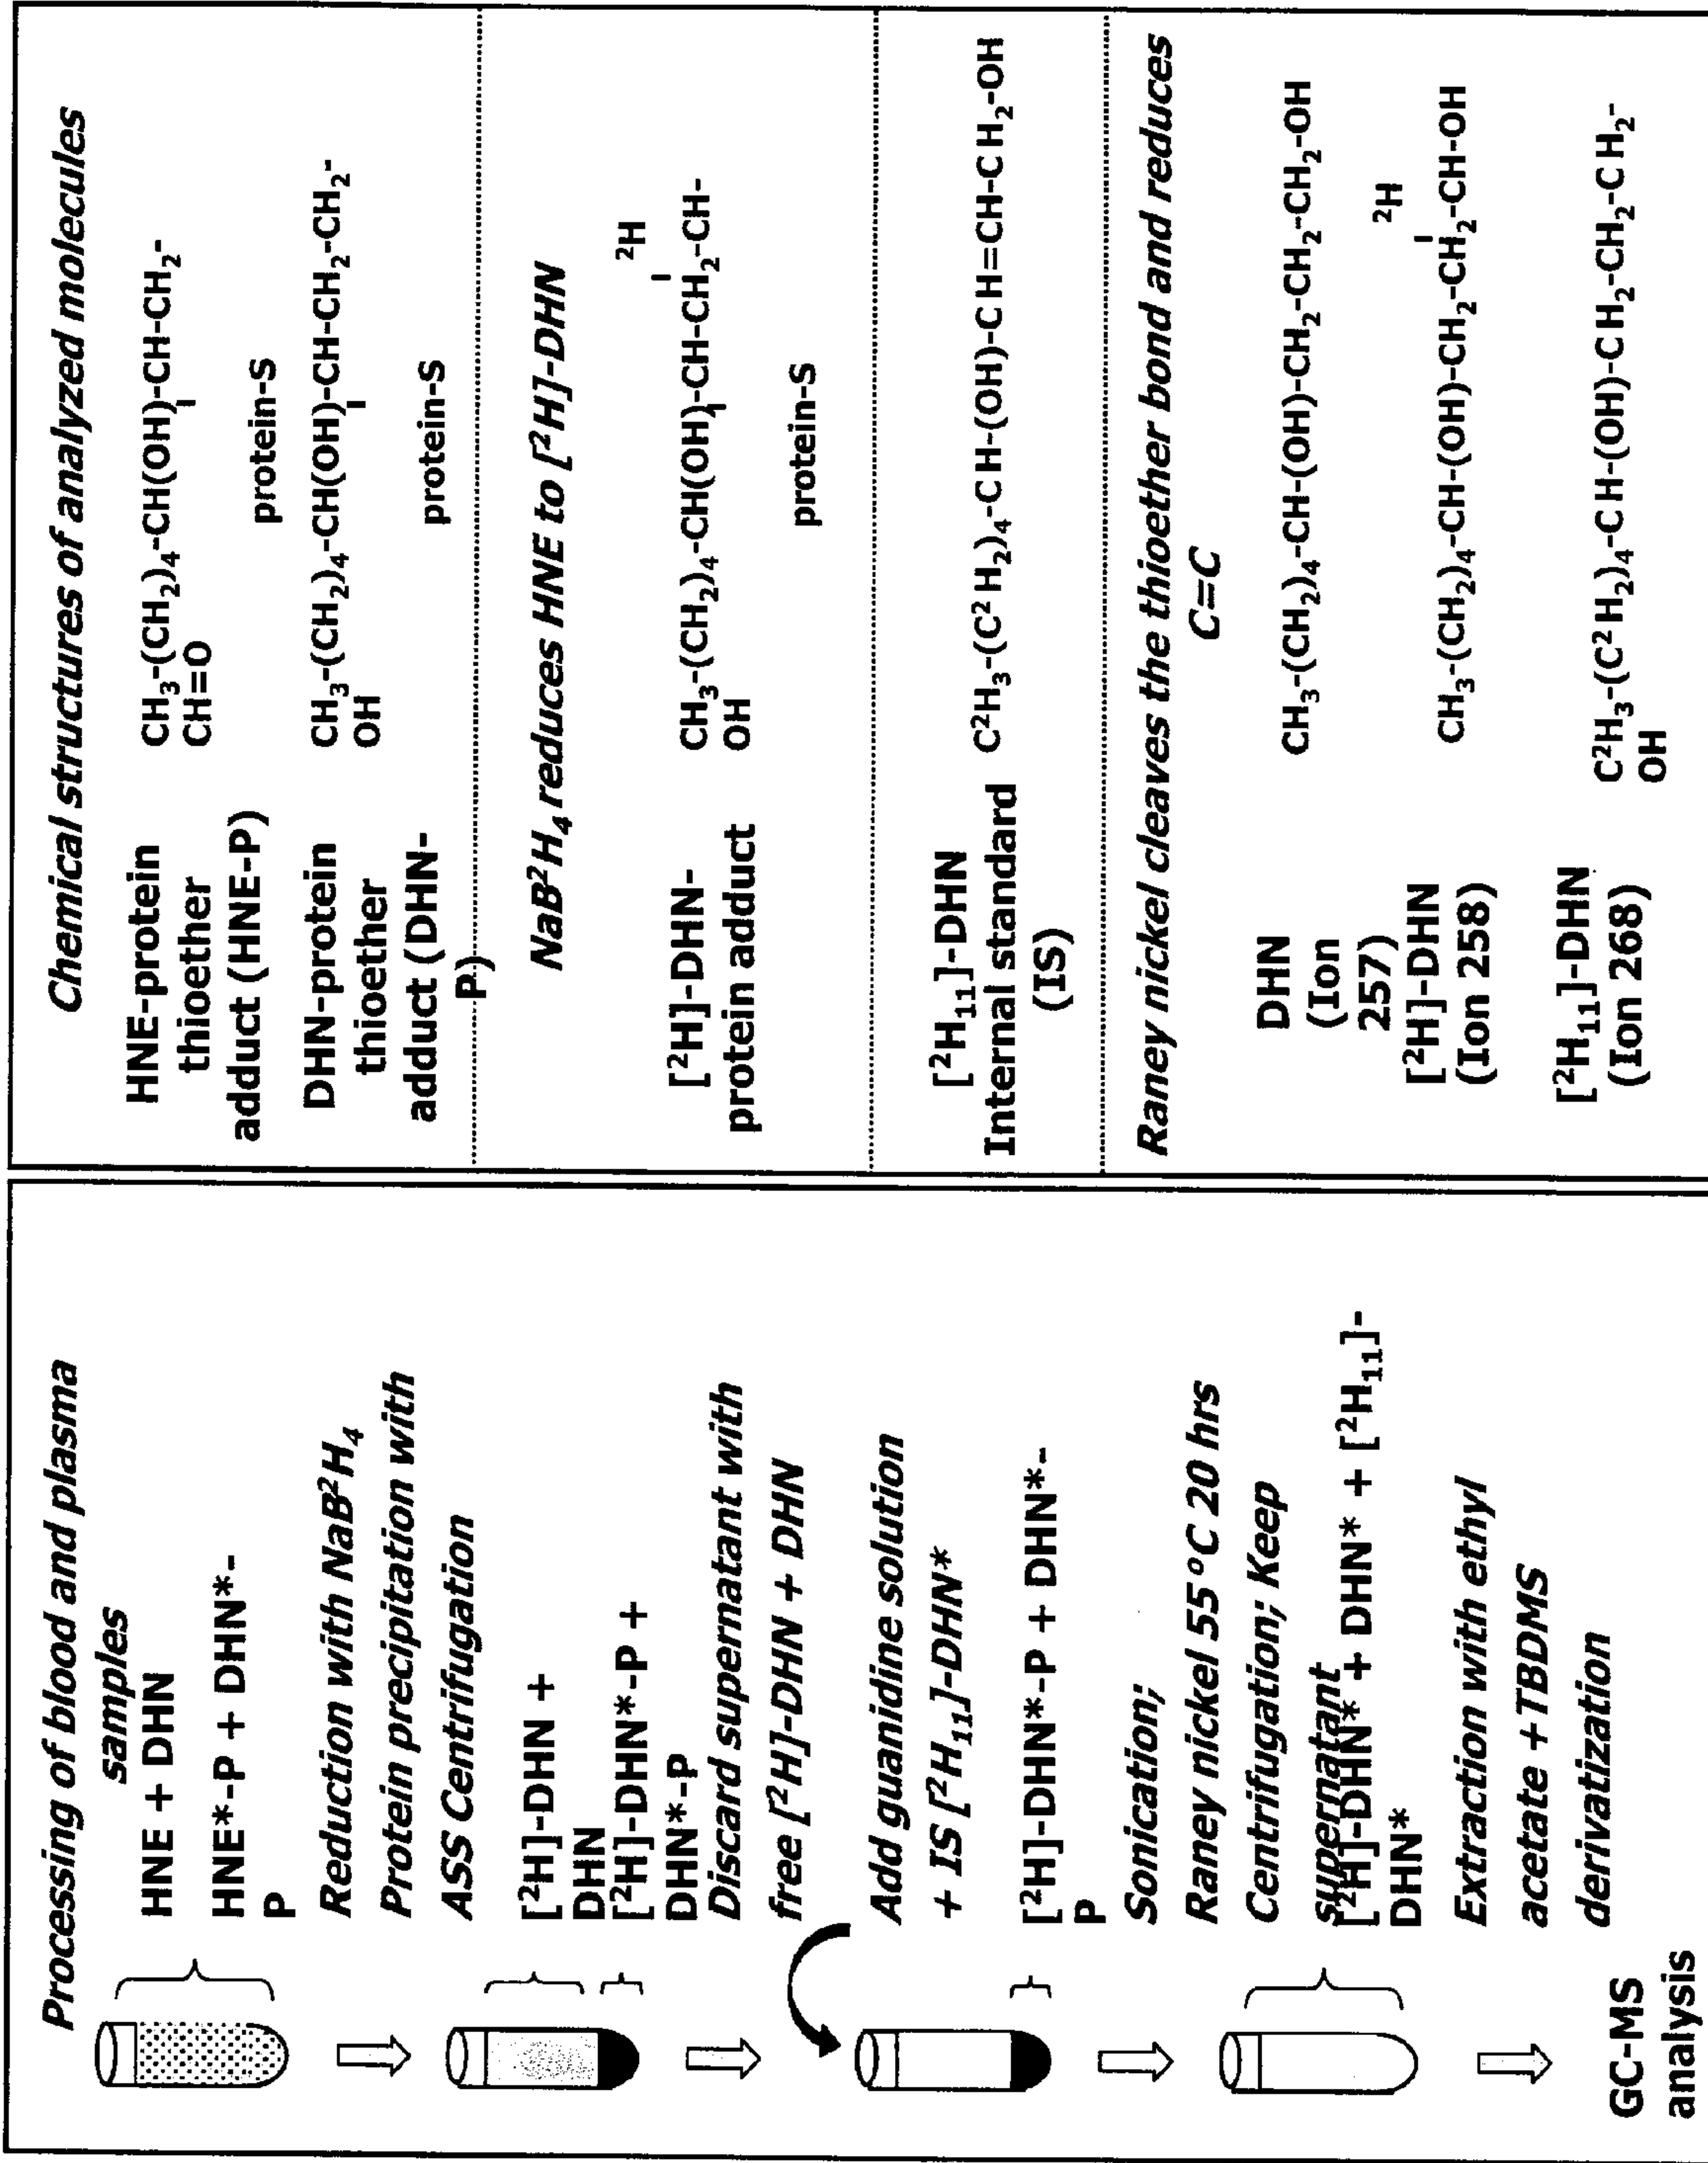 Processing of blood and plasma
samples
HNE + DHN
HNE*-P + DHN*-
P
Reduction with NaB²H₄
Protein precipitation with
ASS Centrifugation
[²H]-DHN +
DHN
[²H]-DHN*-P +
DHN*-P
Discard supernatant with
free [²H]-DHN + DHN
Add guanidine solution
+ IS [²H₁₁]-DHN*
[²H]-DHN*-P + DHN*-
P
Sonication;
Raney nickel 55°C 20 hrs
Centrifugation; Keep
supernatant
[²H]-DHN* + DHN* + [²H₁₁]-
DHN*
Extraction with ethyl
acetate +TBDMS
derivatization
GC-MS
analysis
Chemical structures of analyzed molecules
HNE-protein
thioether
adduct (HNE-P)
CH₃-(CH₂)₄-CH(OH)-CH-CH₂-
CH=O
protein-S
DHN-protein
thioether
adduct (DHN-
P)
CH₃-(CH₂)₄-CH(OH)-CH-CH₂-CH₂-
OH
protein-S
NaB²H₄ reduces HNE to [²H]-DHN
[²H]-DHN-
protein adduct
²H
CH₃-(CH₂)₄-CH(OH)-CH-CH₂-CH-
OH
protein-S
[²H₁₁]-DHN
Internal standard
(IS)
C²H₃-(C²H₂)₄-CH-(OH)-CH=CH-CH₂-OH
Raney nickel cleaves the thioether bond and reduces
C=C
DHN
(Ion
257)
CH₃-(CH₂)₄-CH-(OH)-CH₂-CH₂-CH₂-OH
[²H]-DHN
(Ion 258)
²H
CH₃-(CH₂)₄-CH-(OH)-CH₂-CH₂-CH-OH
[²H₁₁]-DHN
(Ion 268)
C²H₃-(C²H₂)₄-CH-(OH)-CH₂-CH₂-CH₂-
OH